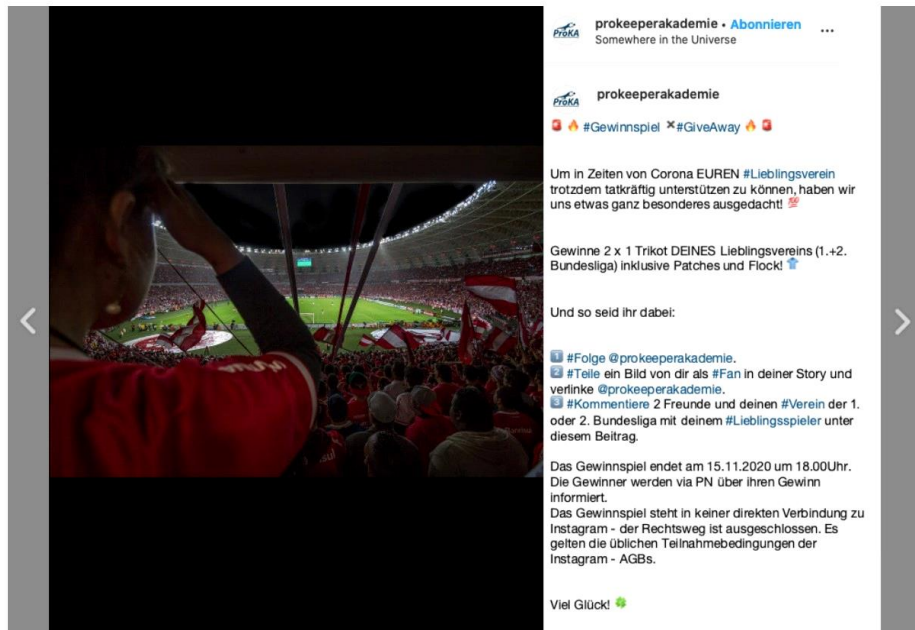 ProKA
prokeeperakademie • Abonnieren
Somewhere in the Universe
...
ProKA
prokeeperakademie
🚨 🔥 #Gewinnspiel ✖️#GiveAway 🔥 🚨
Um in Zeiten von Corona EUREN #Lieblingsverein
trotzdem tatkräftig unterstützen zu können, haben wir
uns etwas ganz besonderes ausgedacht! 💯
Gewinne 2 x 1 Trikot DEINES Lieblingsvereins (1.+2.
Bundesliga) inklusive Patches und Flock! 👕
Und so seid ihr dabei:
1️⃣ #Folge @prokeeperakademie.
2️⃣ #Teile ein Bild von dir als #Fan in deiner Story und
verlinke @prokeeperakademie.
3️⃣ #Kommentiere 2 Freunde und deinen #Verein der 1.
oder 2. Bundesliga mit deinem #Lieblingsspieler unter
diesem Beitrag.
Das Gewinnspiel endet am 15.11.2020 um 18.00Uhr.
Die Gewinner werden via PN über ihren Gewinn
informiert.
Das Gewinnspiel steht in keiner direkten Verbindung zu
Instagram - der Rechtsweg ist ausgeschlossen. Es
gelten die üblichen Teilnahmebedingungen der
Instagram - AGBs.
Viel Glück! 🍀